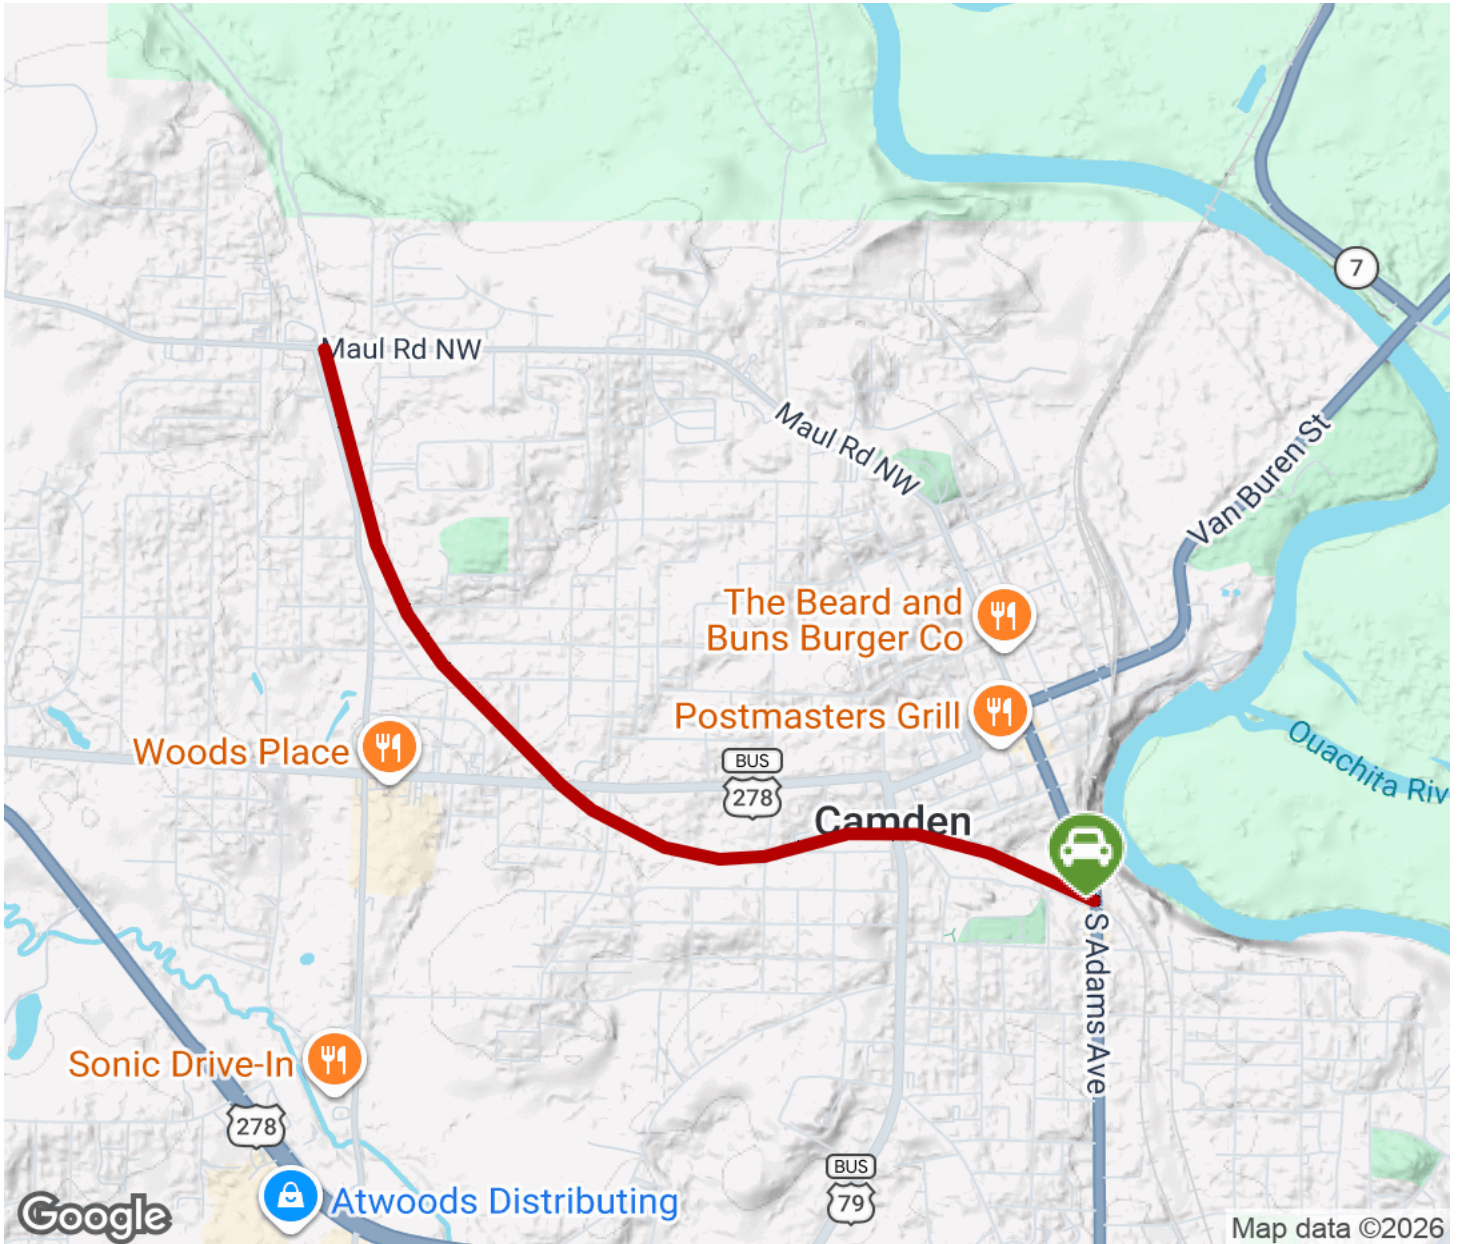 7
Maul Rd NW
Maul Rd NW
Van Buren St
The Beard and
Buns Burger Co
Postmasters Grill
Woods Place
Ouachita Riv
BUS
278
Camden
S Adams Ave
Sonic Drive-In
278
BUS
79
Atwoods Distributing
Google
Map data ©2026